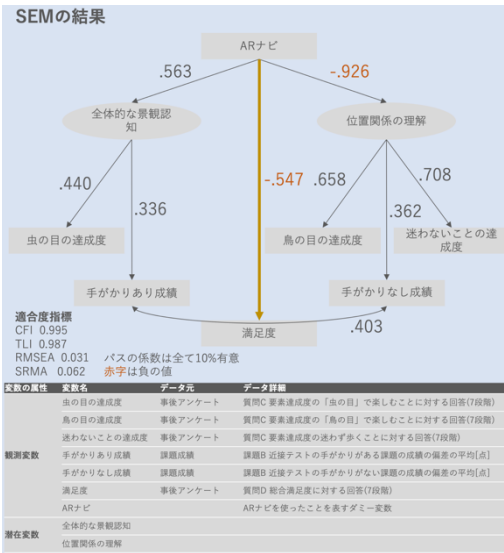 SEMの結果
ARナビ
.563
-.926
全体的な景観認
知
位置関係の理解
.440
.336
-.547
.658
.362
.708
虫の目の達成度
鳥の目の達成度
迷わないことの達
成度
手がかりあり成績
手がかりなし成績
満足度
.403
適合度指標
CFI 0.995
TLI 0.987
RMSEA 0.031 パスの係数は全て10%有意
SRMA 0.062 赤字は負の値
変数の属性 変数名 データ元 データ詳細
虫の目の達成度 事後アンケート 質問C 要素達成度の「虫の目」で楽しむことに対する回答(7段階)
鳥の目の達成度 事後アンケート 質問C 要素達成度の「鳥の目」で楽しむことに対する回答(7段階)
迷わないことの達成度 事後アンケート 質問C 要素達成度の迷わず歩くことに対する回答(7段階)
観測変数 手がかりあり成績 課題成績 課題B 近接テストの手がかりがある課題の成績の偏差の平均[点]
手がかりなし成績 課題成績 課題B 近接テストの手がかりがない課題の成績の偏差の平均[点]
満足度 事後アンケート 質問D 総合満足度に対する回答(7段階)
ARナビ ARナビを使ったことを表すダミー変数
潜在変数 全体的な景観認知
位置関係の理解